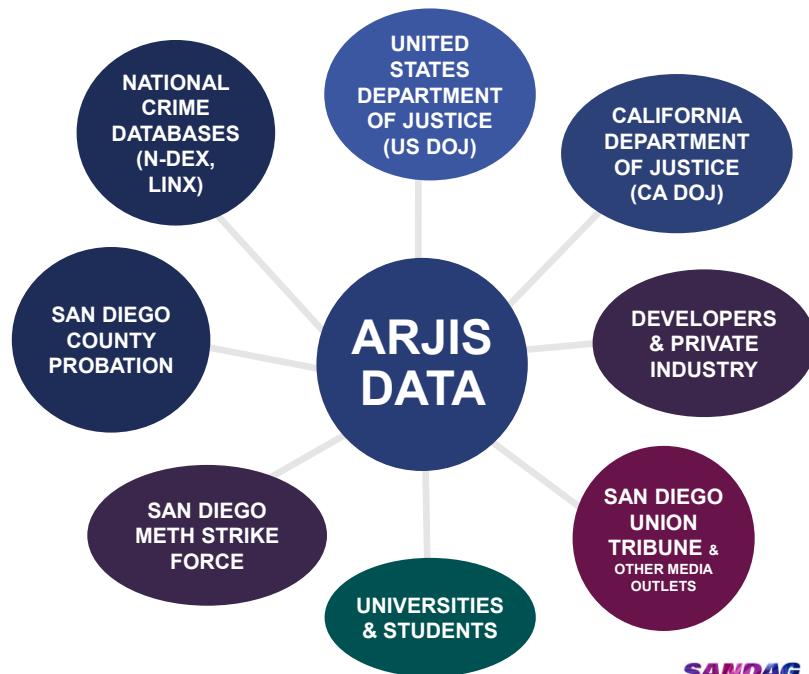 UNITED
STATES
DEPARTMENT
OF JUSTICE
(US DOJ)
NATIONAL
CRIME
DATABASES
(N-DEX,
LINX)
CALIFORNIA
DEPARTMENT
OF JUSTICE
(CA DOJ)
SAN DIEGO
COUNTY
PROBATION
ARJIS
DATA
DEVELOPERS
& PRIVATE
INDUSTRY
SAN DIEGO
METH STRIKE
FORCE
SAN DIEGO
UNION
TRIBUNE &
OTHER MEDIA
OUTLETS
UNIVERSITIES
& STUDENTS
SANDAG